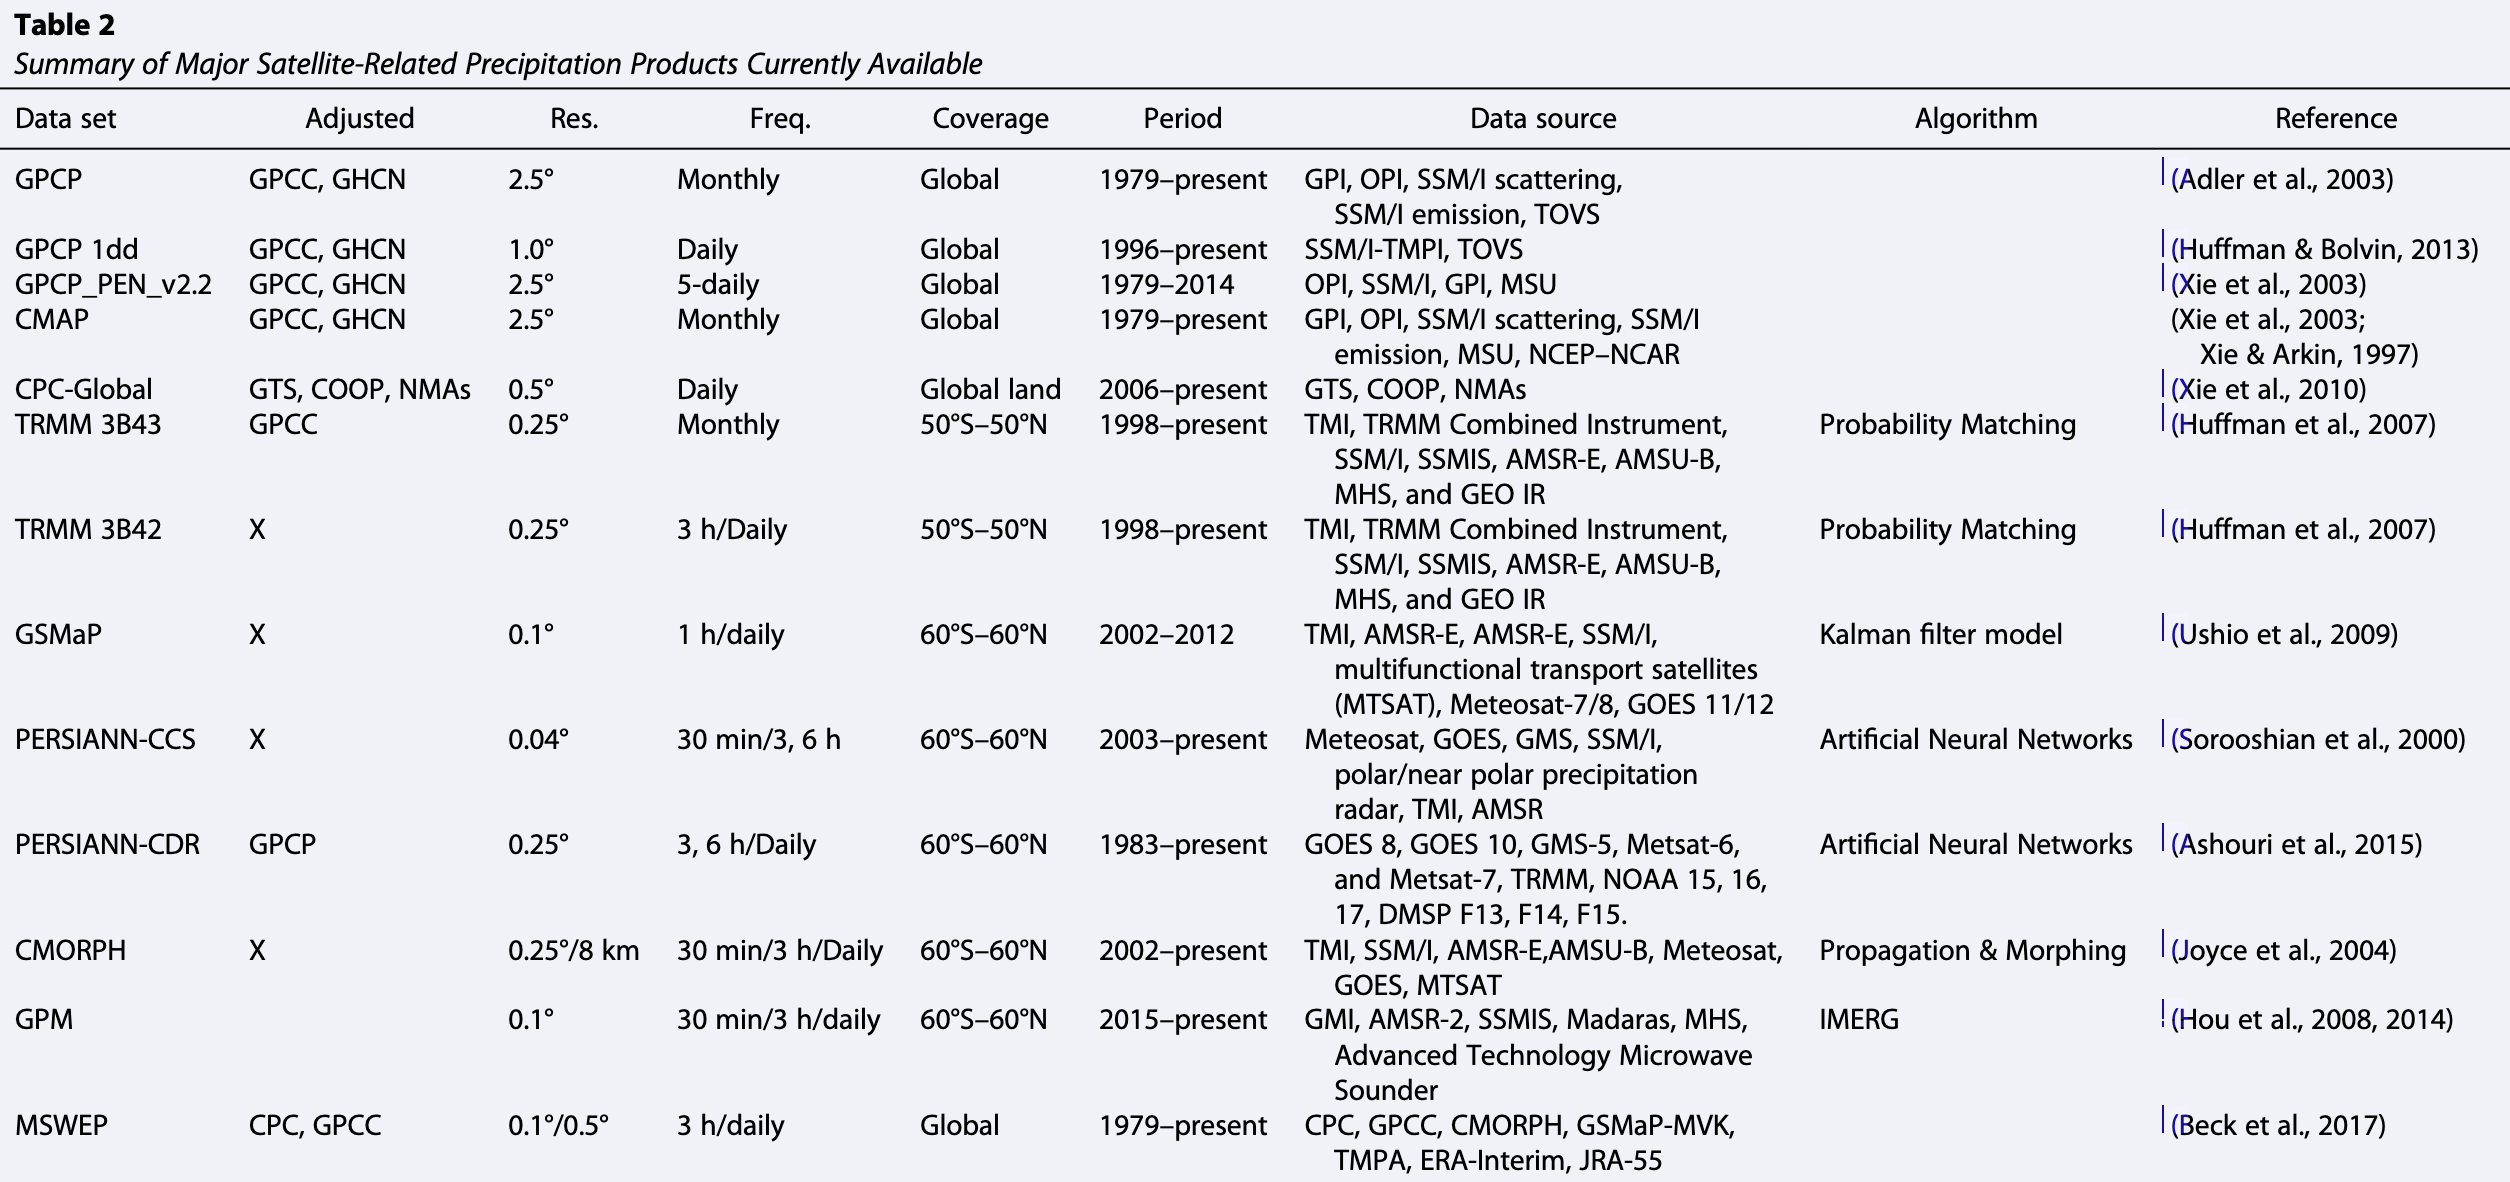 Table 2
Summary of Major Satellite-Related Precipitation Products Currently Available
Data set Adjusted Res. Freq. Coverage Period Data source Algorithm Reference
GPCP GPCC, GHCN 2.5° Monthly Global 1979–present GPI, OPI, SSM/I scattering, (Adler et al., 2003)
SSM/I emission, TOVS
GPCP 1dd GPCC, GHCN 1.0° Daily Global 1996–present SSM/I-TMPI, TOVS (Huffman & Bolvin, 2013)
GPCP_PEN_v2.2 GPCC, GHCN 2.5° 5-daily Global 1979–2014 OPI, SSM/I, GPI, MSU (Xie et al., 2003)
CMAP GPCC, GHCN 2.5° Monthly Global 1979–present GPI, OPI, SSM/I scattering, SSM/I (Xie et al., 2003;
emission, MSU, NCEP–NCAR Xie & Arkin, 1997)
CPC-Global GTS, COOP, NMAs 0.5° Daily Global land 2006–present GTS, COOP, NMAs (Xie et al., 2010)
TRMM 3B43 GPCC 0.25° Monthly 50°S–50°N 1998–present TMI, TRMM Combined Instrument, Probability Matching (Huffman et al., 2007)
SSM/I, SSMIS, AMSR-E, AMSU-B,
MHS, and GEO IR
TRMM 3B42 X 0.25° 3 h/Daily 50°S–50°N 1998–present TMI, TRMM Combined Instrument, Probability Matching (Huffman et al., 2007)
SSM/I, SSMIS, AMSR-E, AMSU-B,
MHS, and GEO IR
GSMaP X 0.1° 1 h/daily 60°S–60°N 2002–2012 TMI, AMSR-E, AMSR-E, SSM/I, Kalman filter model (Ushio et al., 2009)
multifunctional transport satellites
(MTSAT), Meteosat-7/8, GOES 11/12
PERSIANN-CCS X 0.04° 30 min/3, 6 h 60°S–60°N 2003–present Meteosat, GOES, GMS, SSM/I, Artificial Neural Networks (Sorooshian et al., 2000)
polar/near polar precipitation
radar, TMI, AMSR
PERSIANN-CDR GPCP 0.25° 3, 6 h/Daily 60°S–60°N 1983–present GOES 8, GOES 10, GMS-5, Metsat-6, Artificial Neural Networks (Ashouri et al., 2015)
and Metsat-7, TRMM, NOAA 15, 16,
17, DMSP F13, F14, F15.
CMORPH X 0.25°/8 km 30 min/3 h/Daily 60°S–60°N 2002–present TMI, SSM/I, AMSR-E,AMSU-B, Meteosat, Propagation & Morphing (Joyce et al., 2004)
GOES, MTSAT
GPM 0.1° 30 min/3 h/daily 60°S–60°N 2015–present GMI, AMSR-2, SSMIS, Madaras, MHS, IMERG (Hou et al., 2008, 2014)
Advanced Technology Microwave
Sounder
MSWEP CPC, GPCC 0.1°/0.5° 3 h/daily Global 1979–present CPC, GPCC, CMORPH, GSMaP-MVK, (Beck et al., 2017)
TMPA, ERA-Interim, JRA-55